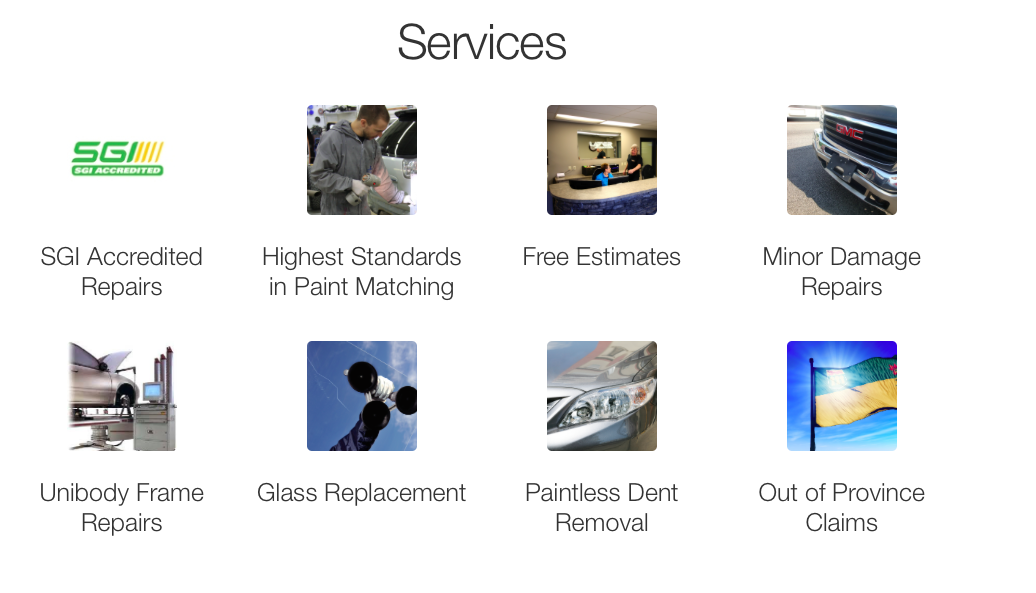 Services
SGI
SGI ACCREDITED
GMC
SGI Accredited
Repairs
Highest Standards
in Paint Matching
Free Estimates
Minor Damage
Repairs
Unibody Frame
Repairs
Glass Replacement
Paintless Dent
Removal
Out of Province
Claims